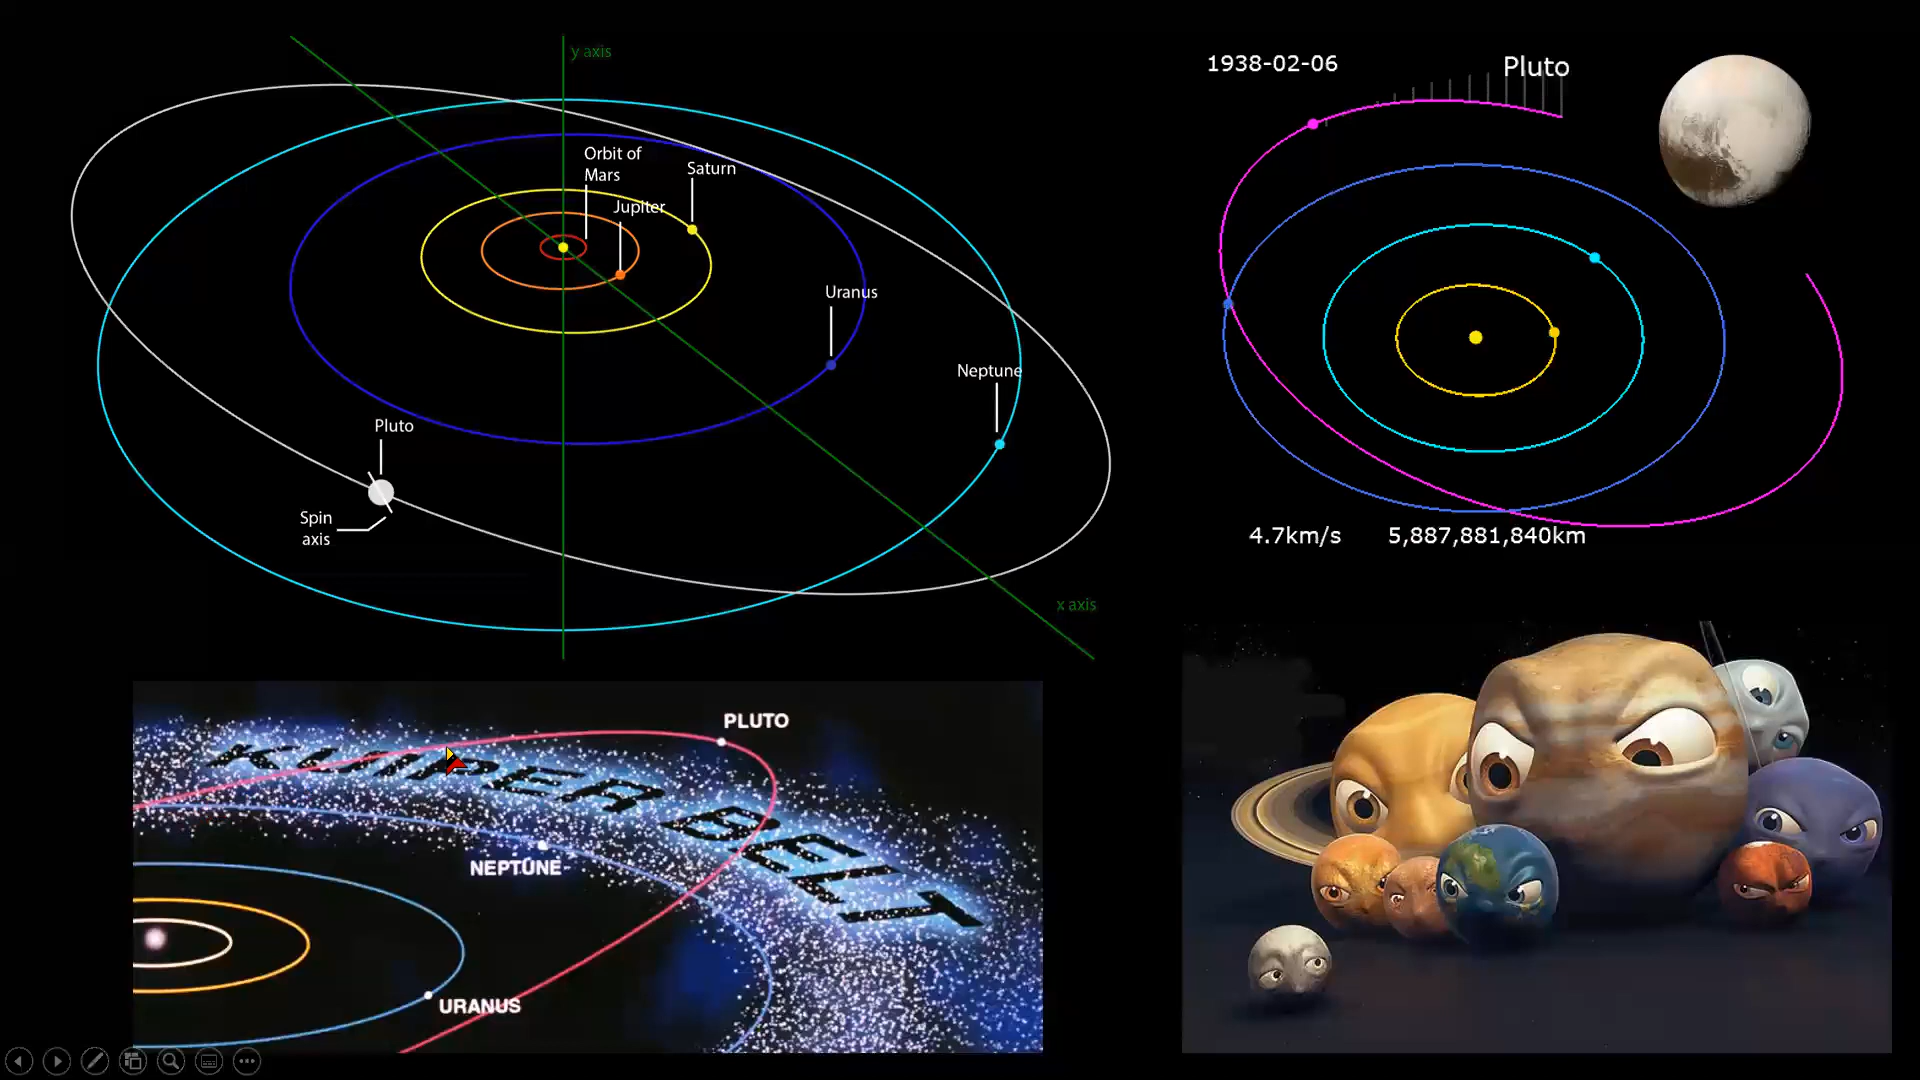 y axis
Orbit of
Mars
Saturn
Jupiter
Uranus
Neptune
Pluto
Spin
axis
x axis
1938-02-06
Pluto
4.7km/s
5,887,881,840km
PLUTO
KUIPER BELT
NEPTUNE
URANUS